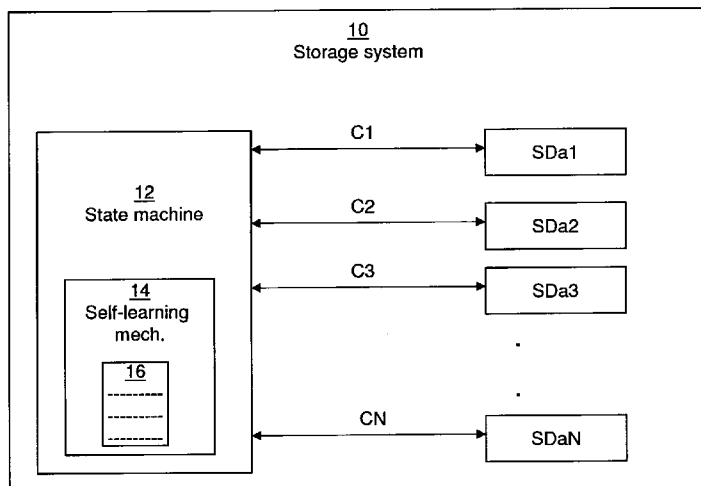 10
Storage system
C1
SDa1
12
State machine
C2
SDa2
C3
SDa3
14
Self-learning
mech.
16
CN
SDaN